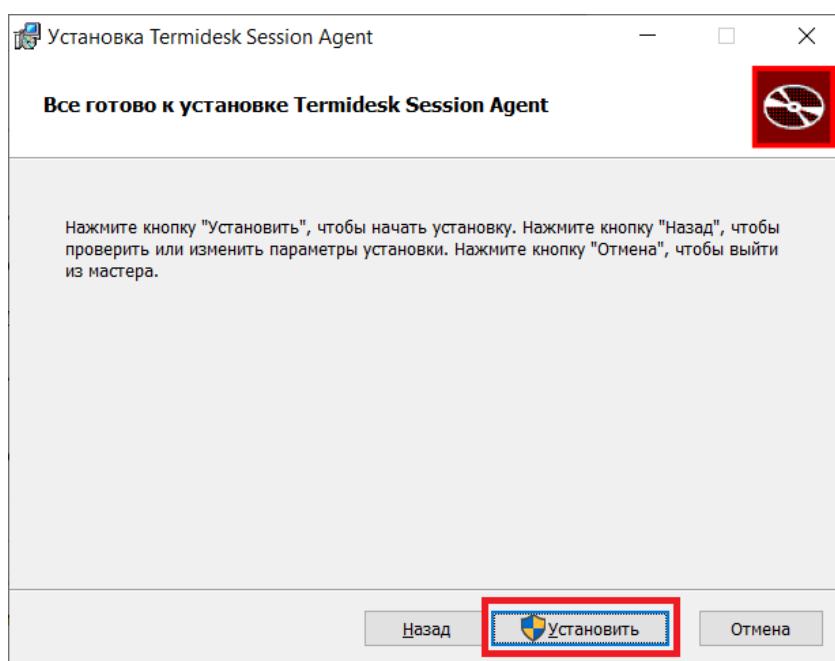 Установка Termidesk Session Agent
Все готово к установке Termidesk Session Agent
Нажмите кнопку "Установить", чтобы начать установку. Нажмите кнопку "Назад", чтобы
проверить или изменить параметры установки. Нажмите кнопку "Отмена", чтобы выйти
из мастера.
Назад Установить Отмена